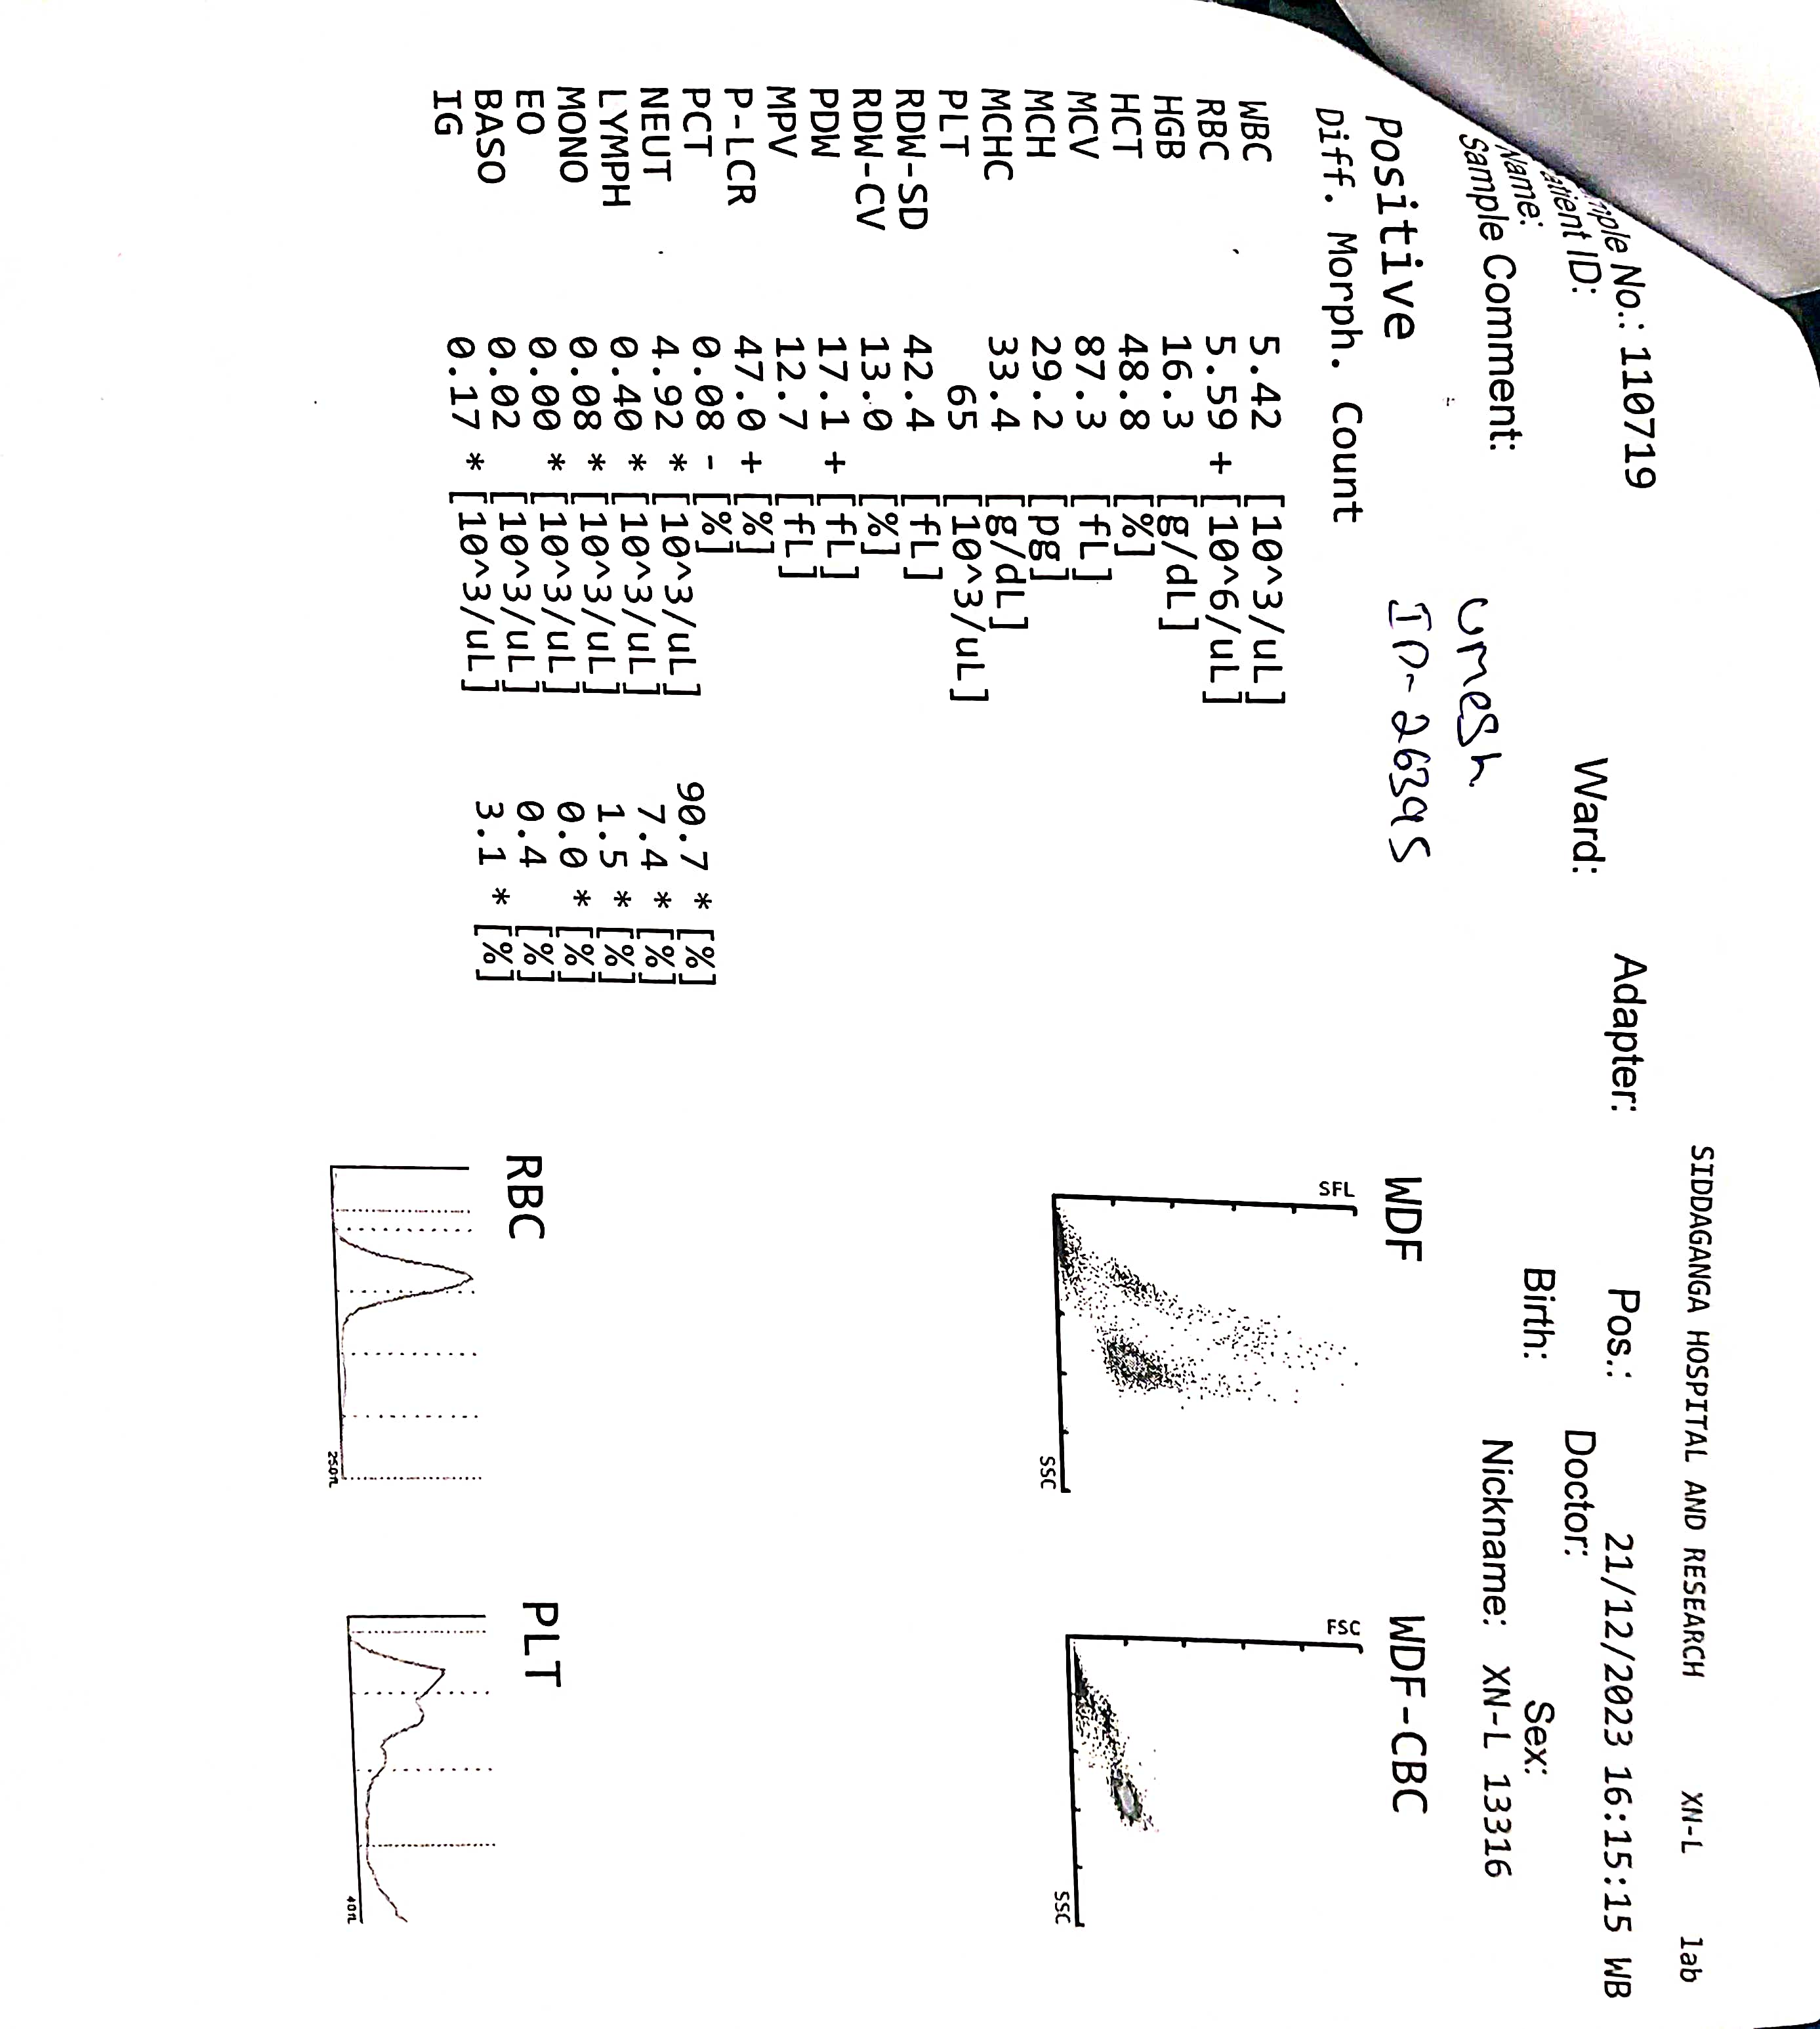 SIDDAGANGA HOSPITAL AND RESEARCH XN-L lab
No.: 110719 Adapter: Pos.: 21/12/2023 16:15:15 WB
ID: Ward: Doctor:
Name: Birth: Sex:
Sample Comment: Nickname: XN-L 13316
Umesh
ID- 26395
Positive
Diff. Morph. Count
WDF WDF-CBC
SFL SSC FSC SSC
WBC 5.42 [10^3/uL]
RBC 5.59 + [10^6/uL]
HGB 16.3 [g/dL]
HCT 48.8 [%]
MCV 87.3 [fL]
MCH 29.2 [pg]
MCHC 33.4 [g/dL]
PLT 65 [10^3/uL]
RDW-SD 42.4 [fL]
RDW-CV 13.0 [%]
PDW 17.1 + [fL]
MPV 12.7 [fL]
P-LCR 47.0 + [%]
PCT 0.08 - [%]
NEUT 4.92 * [10^3/uL] 90.7 * [%]
LYMPH 0.40 * [10^3/uL] 7.4 * [%]
MONO 0.08 * [10^3/uL] 1.5 * [%]
EO 0.00 * [10^3/uL] 0.0 * [%]
BASO 0.02 [10^3/uL] 0.4 [%]
IG 0.17 * [10^3/uL] 3.1 * [%]
RBC PLT
250fL 40fL